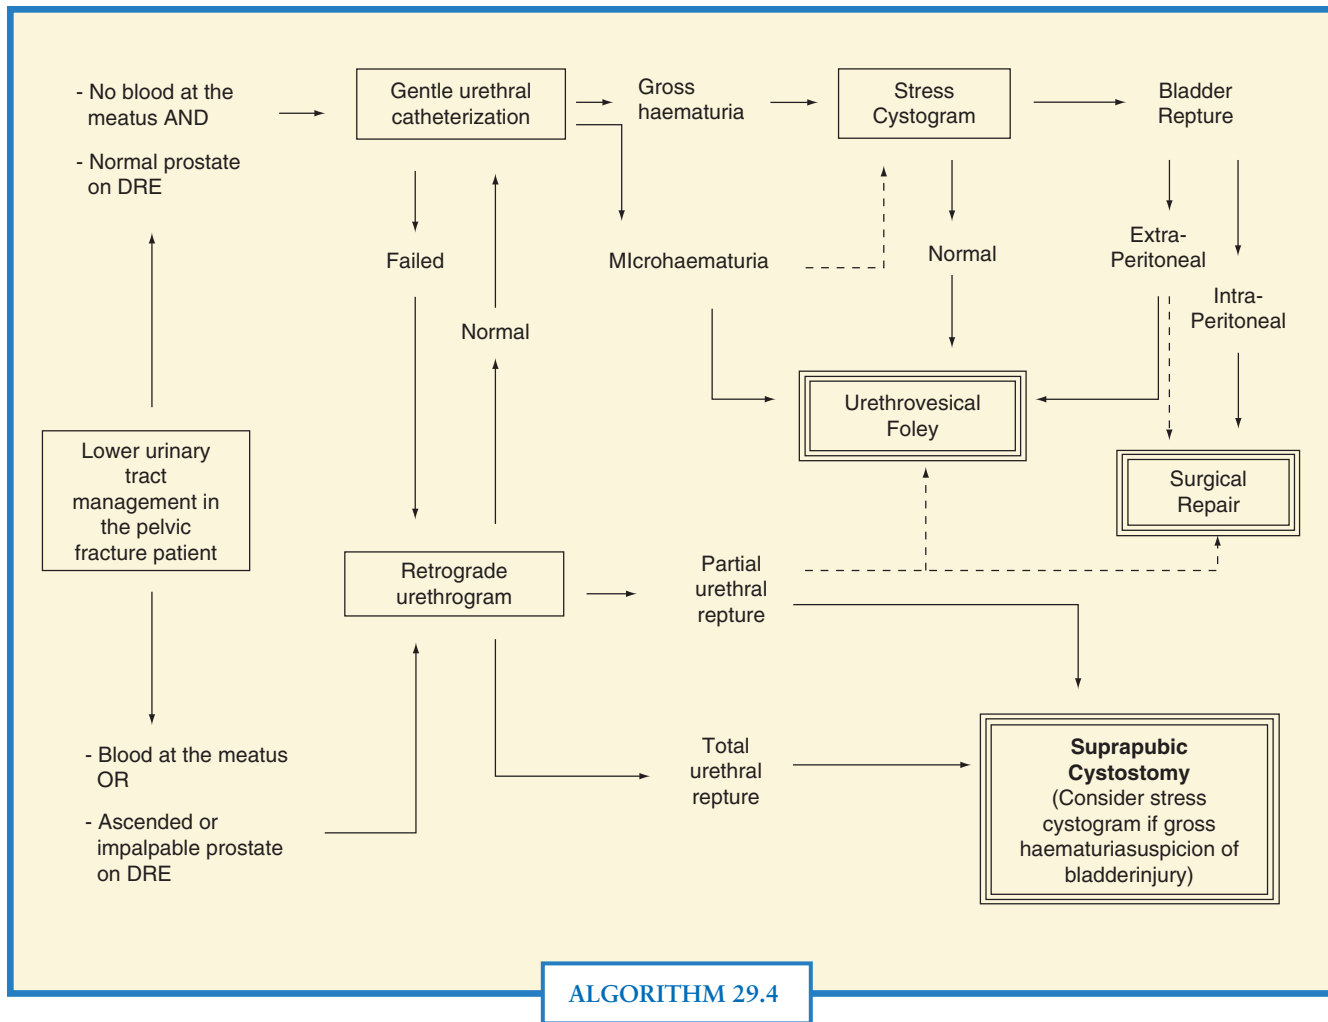 - No blood at the
meatus AND
- Normal prostate
on DRE
Gentle urethral
catheterization
Gross
haematuria
Stress
Cystogram
Bladder
Repture
Failed
Normal
MIcrohaematuria
Normal
Extra-
Peritoneal
Intra-
Peritoneal
Urethrovesical
Foley
Surgical
Repair
Lower urinary
tract
management in
the pelvic
fracture patient
Retrograde
urethrogram
Partial
urethral
repture
- Blood at the meatus
OR
- Ascended or
impalpable prostate
on DRE
Total
urethral
repture
Suprapubic
Cystostomy
(Consider stress
cystogram if gross
haematuriasuspicion of
bladderinjury)
ALGORITHM 29.4